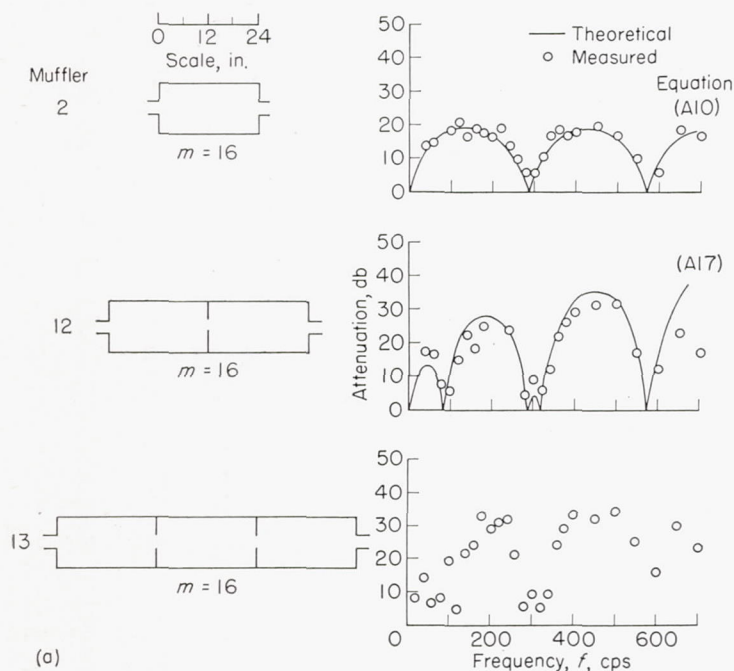 0 12 24
Scale, in.
Muffler
2
m = 16
50
40
30
20
10
0
Theoretical
Measured
Equation
(A10)
12
m = 16
Attenuation, db
50
40
30
20
10
0
(A17)
13
m = 16
50
40
30
20
10
0 200 400 600
Frequency, f, cps
(a)